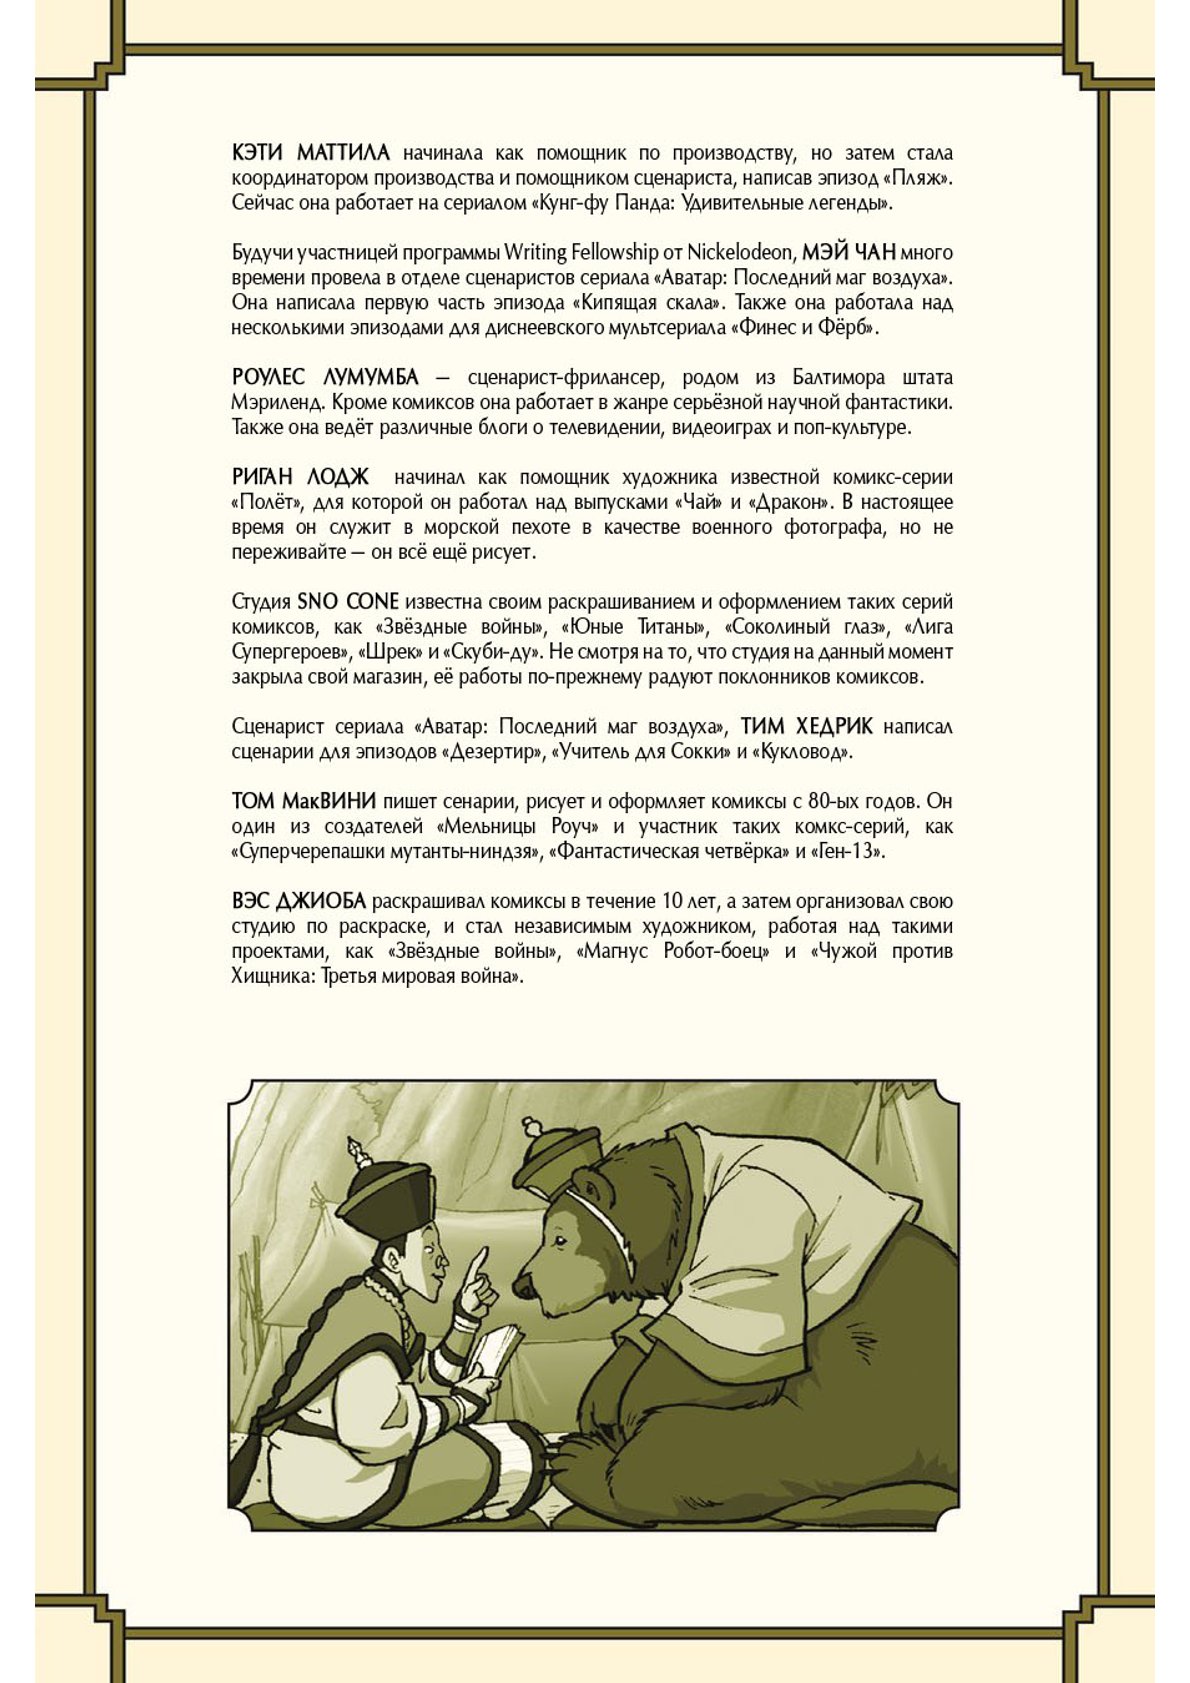 КЭТИ МАТТИЛА начинала как помощник по производству, но затем стала
координатором производства и помощником сценариста, написав эпизод «Пляж».
Сейчас она работает на сериалом «Кунг-фу Панда: Удивительные легенды».
Будучи участницей программы Writing Fellowship от Nickelodeon, МЭЙ ЧАН много
времени провела в отделе сценаристов сериала «Аватар: Последний маг воздуха».
Она написала первую часть эпизода «Кипящая скала». Также она работала над
несколькими эпизодами для диснеевского мультсериала «Финес и Фёрб».
РОУЛЕС ЛУМУМБА — сценарист-фрилансер, родом из Балтимора штата
Мэриленд. Кроме комиксов она работает в жанре серьёзной научной фантастики.
Также она ведёт различные блоги о телевидении, видеоиграх и поп-культуре.
РИГАН ЛОДЖ начинал как помощник художника известной комикс-серии
«Полёт», для которой он работал над выпусками «Чай» и «Дракон». В настоящее
время он служит в морской пехоте в качестве военного фотографа, но не
переживайте — он всё ещё рисует.
Студия SNO CONE известна своим раскрашиванием и оформлением таких серий
комиксов, как «Звёздные войны», «Юные Титаны», «Соколиный глаз», «Лига
Супергероев», «Шрек» и «Скуби-ду». Не смотря на то, что студия на данный момент
закрыла свой магазин, её работы по-прежнему радуют поклонников комиксов.
Сценарист сериала «Аватар: Последний маг воздуха», ТИМ ХЕДРИК написал
сценарии для эпизодов «Дезертир», «Учитель для Сокки» и «Кукловод».
ТОМ МакВИНИ пишет сенарии, рисует и оформляет комиксы с 80-ых годов. Он
один из создателей «Мельницы Роуч» и участник таких комкс-серий, как
«Суперчерепашки мутанты-ниндзя», «Фантастическая четвёрка» и «Ген-13».
ВЭС ДЖИОБА раскрашивал комиксы в течение 10 лет, а затем организовал свою
студию по раскраске, и стал независимым художником, работая над такими
проектами, как «Звёздные войны», «Магнус Робот-боец» и «Чужой против
Хищника: Третья мировая война».